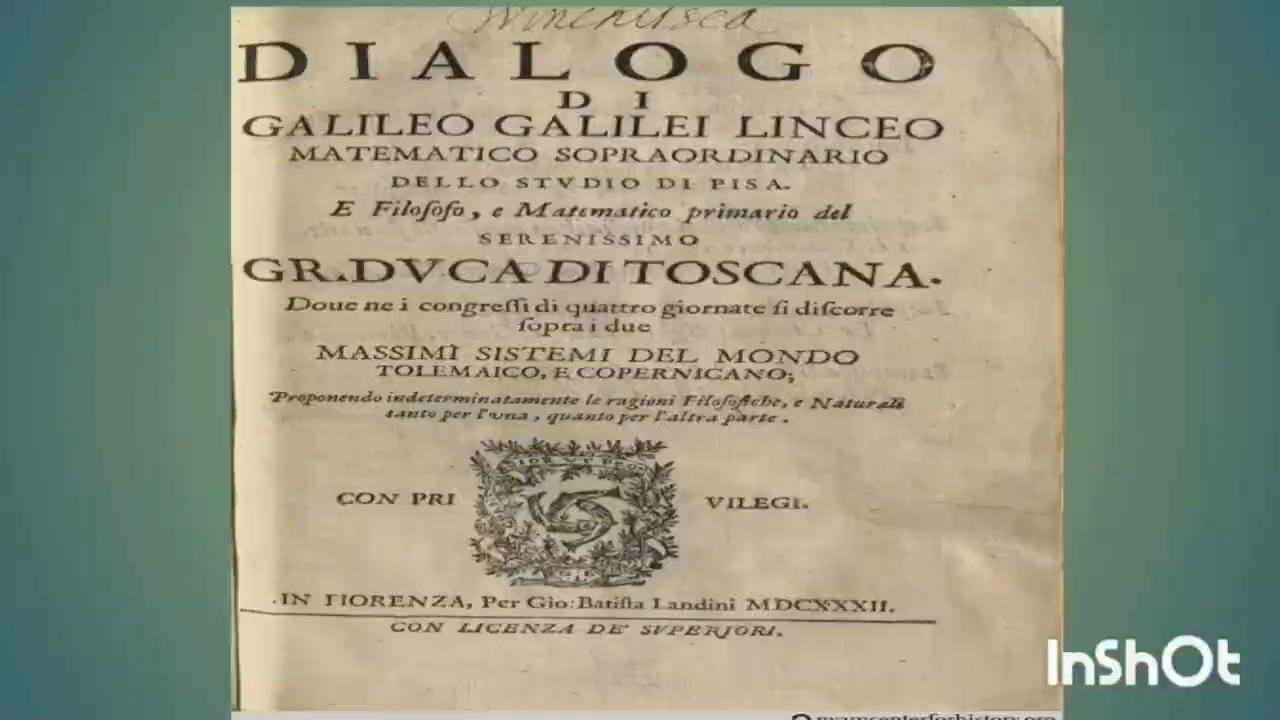 DIALOGO
DI
GALILEO GALILEI LINCEO
MATEMATICO SOPRAORDINARIO
DELLO STVDIO DI PISA.
E Filosofo, e Matematico primario del
SERENISSIMO
GR.DVCA DI TOSCANA.
Doue ne i congressi di quattro giornate si discorre
sopra i due
MASSIMI SISTEMI DEL MONDO
TOLEMAICO, E COPERNICANO;
Proponendo indeterminatamente le ragioni Filosofiche, e Naturali
tanto per l'vna, quanto per l'altra parte.
CON PRI VILEGI.
IN FIORENZA, Per Gio: Batista Landini MDCXXXII.
CON LICENZA DE' SVPERIORI.
InShOt